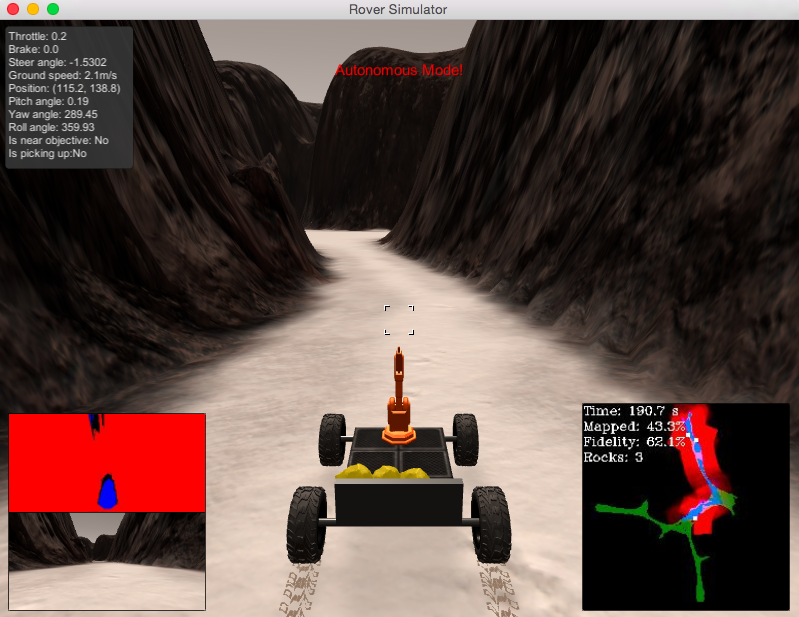 Rover Simulator
Throttle: 0.2
Brake: 0.0
Steer angle: -1.5302
Ground speed: 2.1m/s
Position: (115.2, 138.8)
Pitch angle: 0.19
Yaw angle: 289.45
Roll angle: 359.93
Is near objective: No
Is picking up:No
Autonomous Mode!
Time: 190.7 s
Mapped: 43.3%
Fidelity: 62.1%
Rocks: 3